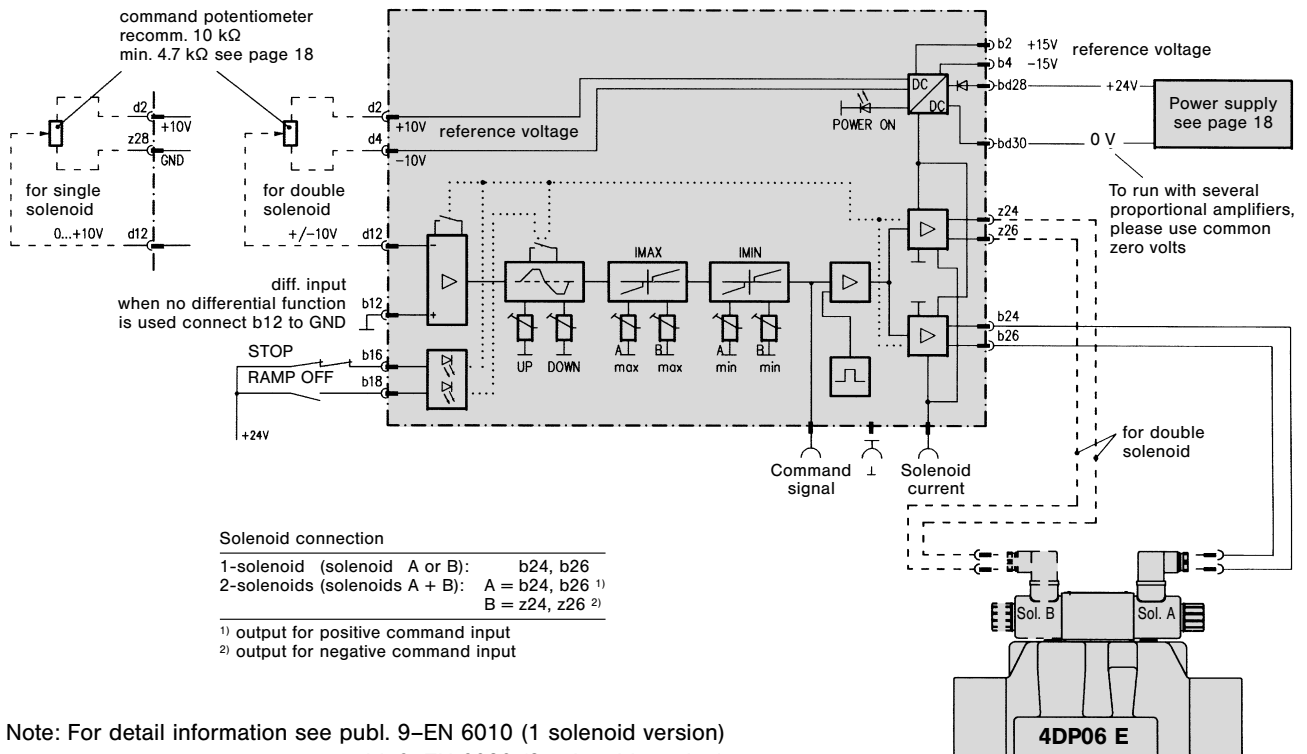 command potentiometer
recomm. 10 kΩ
min. 4.7 kΩ see page 18
b2 +15V
reference voltage
b4 -15V
DC
DC
bd28
+24V
POWER ON
Power supply
see page 18
bd30
0 V
To run with several
proportional amplifiers,
please use common
zero volts
d2
+10V
z28
GND
for single
solenoid
0...+10V
d12
d2
+10V
reference voltage
d4
-10V
for double
solenoid
+/-10V
d12
diff. input
when no differential function
is used connect b12 to GND
b12
-
+
STOP
b16
RAMP OFF
b18
+24V
UP
DOWN
IMAX
A
max
B
max
IMIN
A
min
B
min
z24
z26
b24
b26
Command
signal
⊥
Solenoid
current
for double
solenoid
Solenoid connection
1-solenoid (solenoid A or B): b24, b26
2-solenoids (solenoids A + B): A = b24, b26 1)
B = z24, z26 2)
1) output for positive command input
2) output for negative command input
Sol. B
Sol. A
4DP06 E
Note: For detail information see publ. 9-EN 6010 (1 solenoid version)